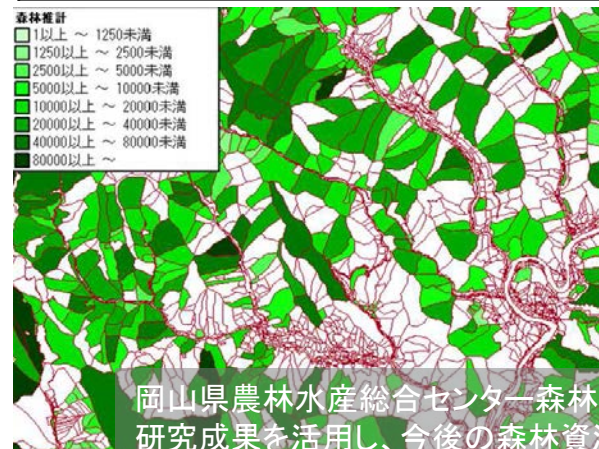 森林推計
1以上 ～ 1250未満
1250以上 ～ 2500未満
2500以上 ～ 5000未満
5000以上 ～ 10000未満
10000以上 ～ 20000未満
20000以上 ～ 40000未満
40000以上 ～ 80000未満
80000以上 ～
岡山県農林水産総合センター森林
研究成果を活用し、今後の森林資